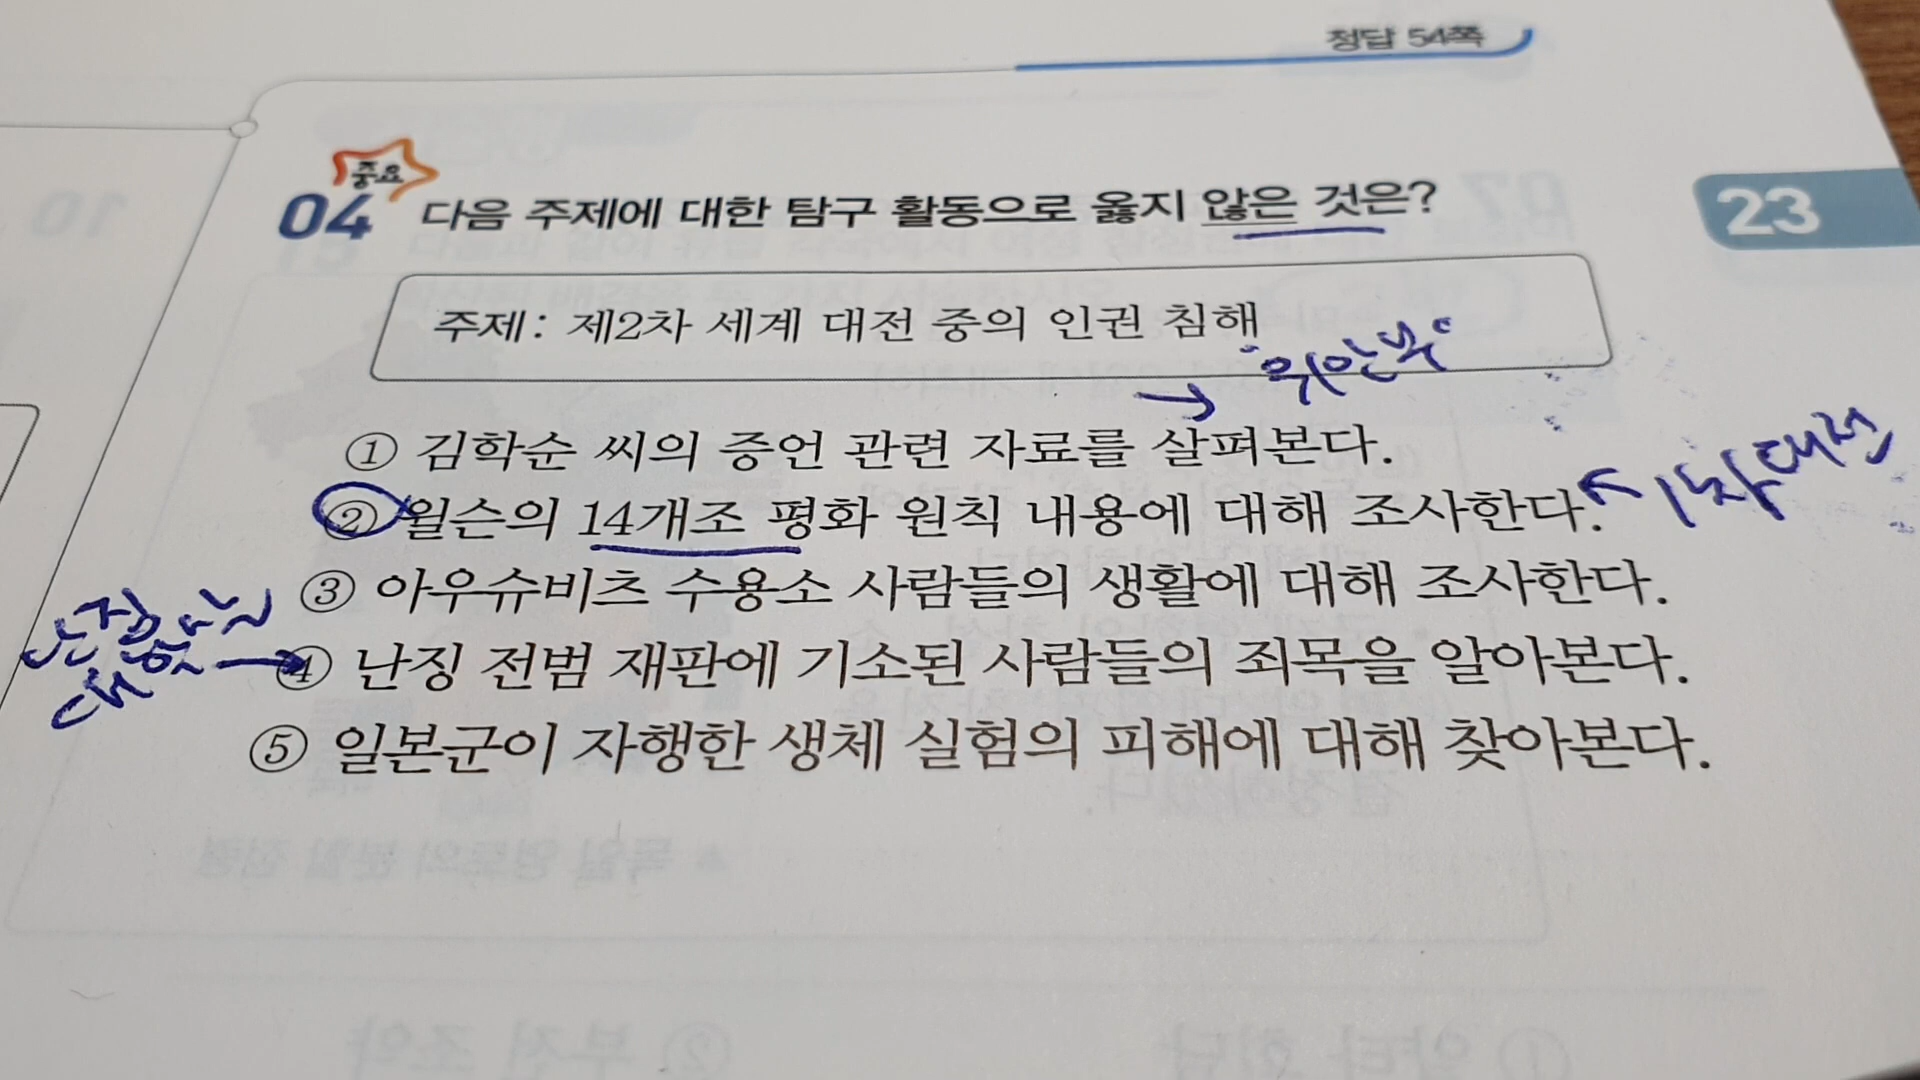 정답 54쪽
중요
04 다음 주제에 대한 탐구 활동으로 옳지 않은 것은?
23
주제: 제2차 세계 대전 중의 인권 침해
→ "위안부"
① 김학순 씨의 증언 관련 자료를 살펴본다.
② 윌슨의 14개조 평화 원칙 내용에 대해 조사한다.
← 1차 대전
③ 아우슈비츠 수용소 사람들의 생활에 대해 조사한다.
난징
대학살 →
④ 난징 전범 재판에 기소된 사람들의 죄목을 알아본다.
⑤ 일본군이 자행한 생체 실험의 피해에 대해 찾아본다.